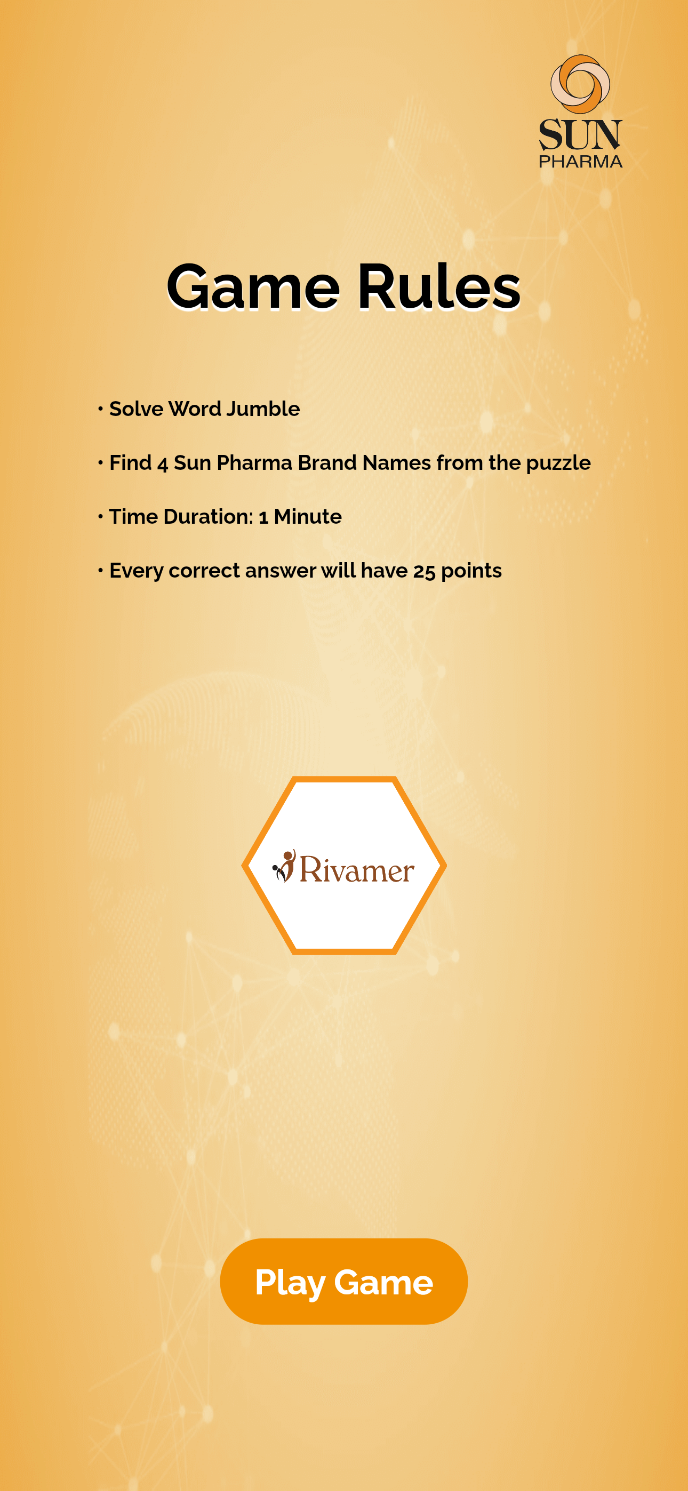 SUN
PHARMA
Game Rules
• Solve Word Jumble
• Find 4 Sun Pharma Brand Names from the puzzle
• Time Duration: 1 Minute
• Every correct answer will have 25 points
Rivamer
Play Game